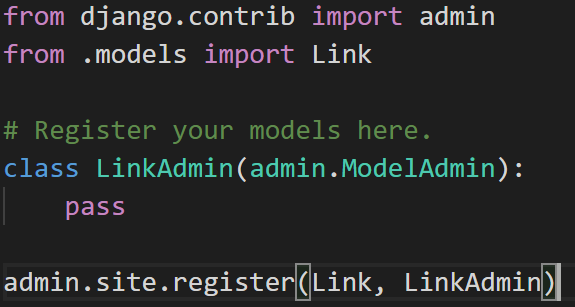 from django.contrib import admin
from .models import Link
# Register your models here.
class LinkAdmin(admin.ModelAdmin):
    pass
admin.site.register(Link, LinkAdmin)